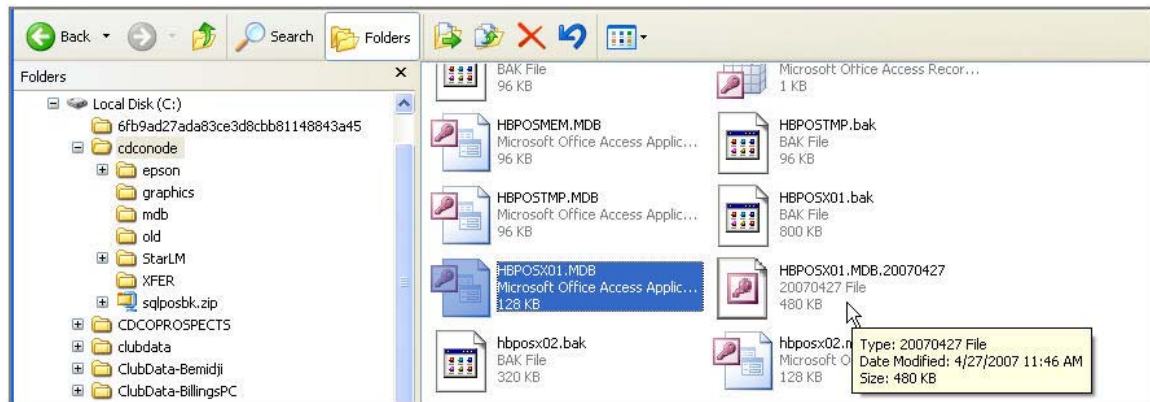 Back
Search
Folders
Folders
x
Local Disk (C:)
6fb9ad27ada83ce3d8cbb81148843a45
cdconode
epson
graphics
mdb
old
StarLM
XFER
sqlposbk.zip
CDCOPROSPECTS
clubdata
ClubData-Bemidji
ClubData-BillingsPC
BAK File
96 KB
Microsoft Office Access Recor...
1 KB
HBPOSMEM.MDB
Microsoft Office Access Applic...
96 KB
HBPOSTMP.bak
BAK File
96 KB
HBPOSTMP.MDB
Microsoft Office Access Applic...
96 KB
HBPOSX01.bak
BAK File
800 KB
HBPOSX01.MDB
Microsoft Office Access Applic...
128 KB
HBPOSX01.MDB.20070427
20070427 File
480 KB
hbposx02.bak
BAK File
320 KB
hbposx02.m
Microsoft O
128 KB
Type: 20070427 File
Date Modified: 4/27/2007 11:46 AM
Size: 480 KB